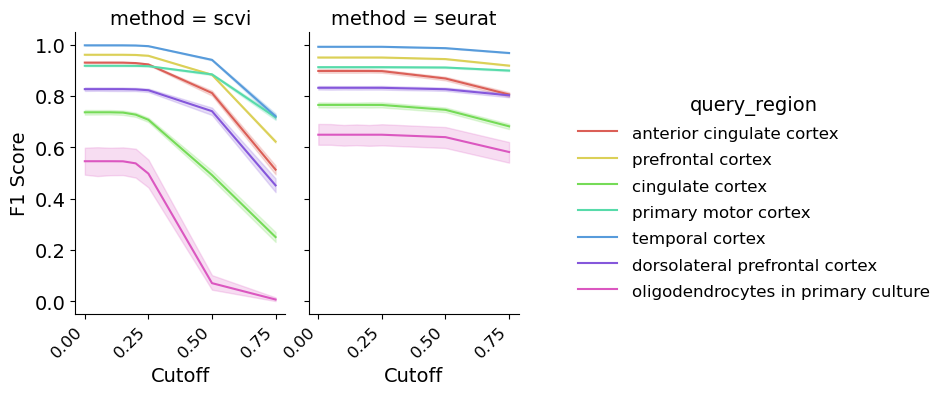 method = scvi
method = seurat
F1 Score
1.0
0.8
0.6
0.4
0.2
0.0
0.00
0.25
0.50
0.75
Cutoff
0.00
0.25
0.50
0.75
Cutoff
query_region
anterior cingulate cortex
prefrontal cortex
cingulate cortex
primary motor cortex
temporal cortex
dorsolateral prefrontal cortex
oligodendrocytes in primary culture